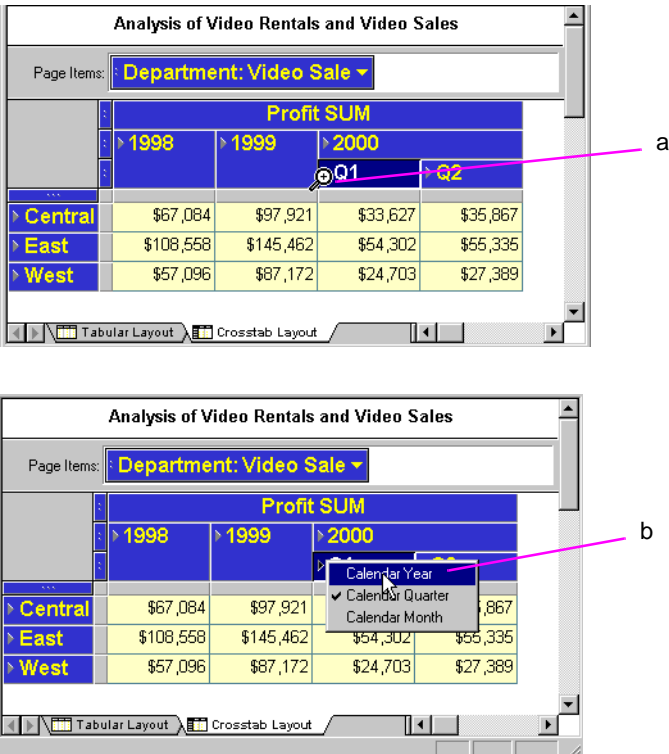 Analysis of Video Rentals and Video Sales
Page Items: Department: Video Sale
Profit SUM
1998 1999 2000
a
Q1 Q2
Central $67,084 $97,921 $33,627 $35,867
East $108,558 $145,462 $54,302 $55,335
West $57,096 $87,172 $24,703 $27,389
Tabular Layout Crosstab Layout
Analysis of Video Rentals and Video Sales
Page Items: Department: Video Sale
Profit SUM
1998 1999 2000
b
Calendar Year
Calendar Quarter
Central $67,084 $97,921 5,867
Calendar Month
East $108,558 $145,462 $54,302 $55,335
West $57,096 $87,172 $24,703 $27,389
Tabular Layout Crosstab Layout